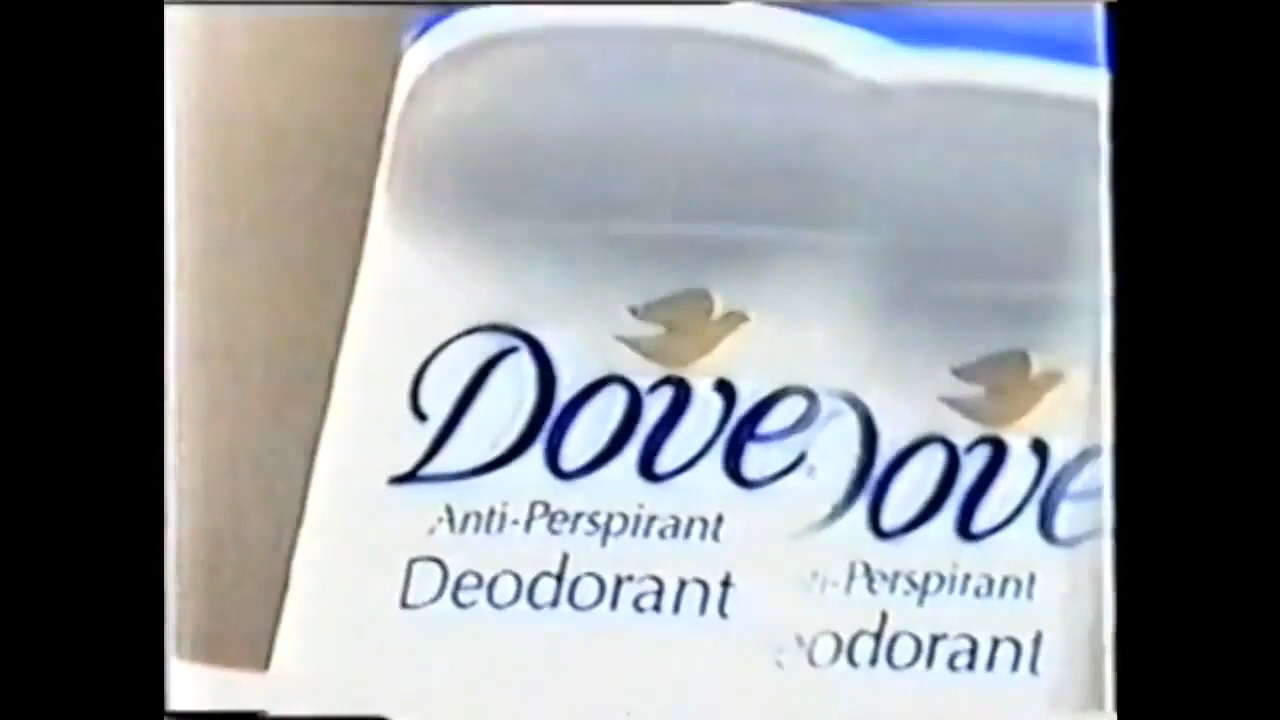 Dove
Anti-Perspirant
Deodorant
ove
-Perspirant
eodorant